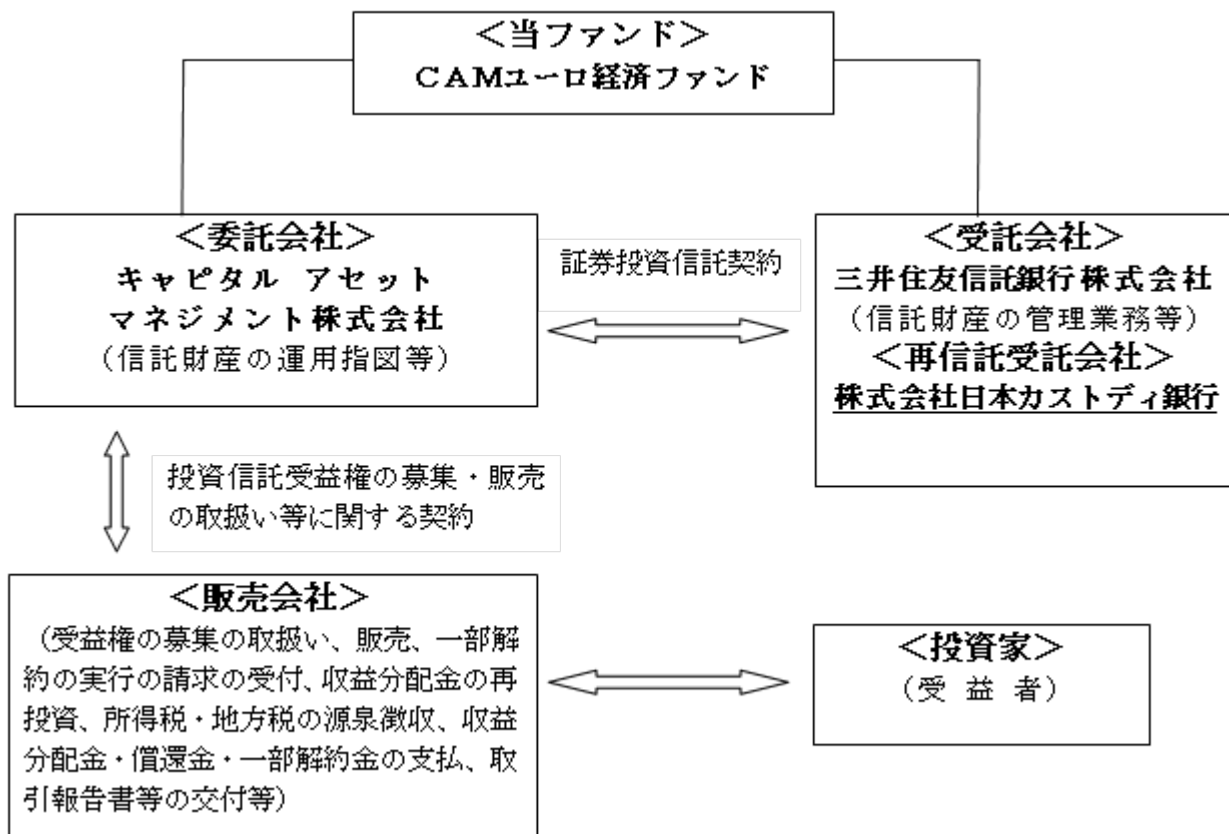 ＜当ファンド＞
ＣＡＭユーロ経済ファンド
＜委託会社＞
キャピタル アセット
マネジメント株式会社
（信託財産の運用指図等）
証券投資信託契約
＜受託会社＞
三井住友信託銀行株式会社
（信託財産の管理業務等）
＜再信託受託会社＞
株式会社日本カストディ銀行
投資信託受益権の募集・販売
の取扱い等に関する契約
＜販売会社＞
（受益権の募集の取扱い、販売、一部解
約の実行の請求の受付、収益分配金の再
投資、所得税・地方税の源泉徴収、収益
分配金・償還金・一部解約金の支払、取
引報告書等の交付等）
＜投資家＞
（受 益 者）